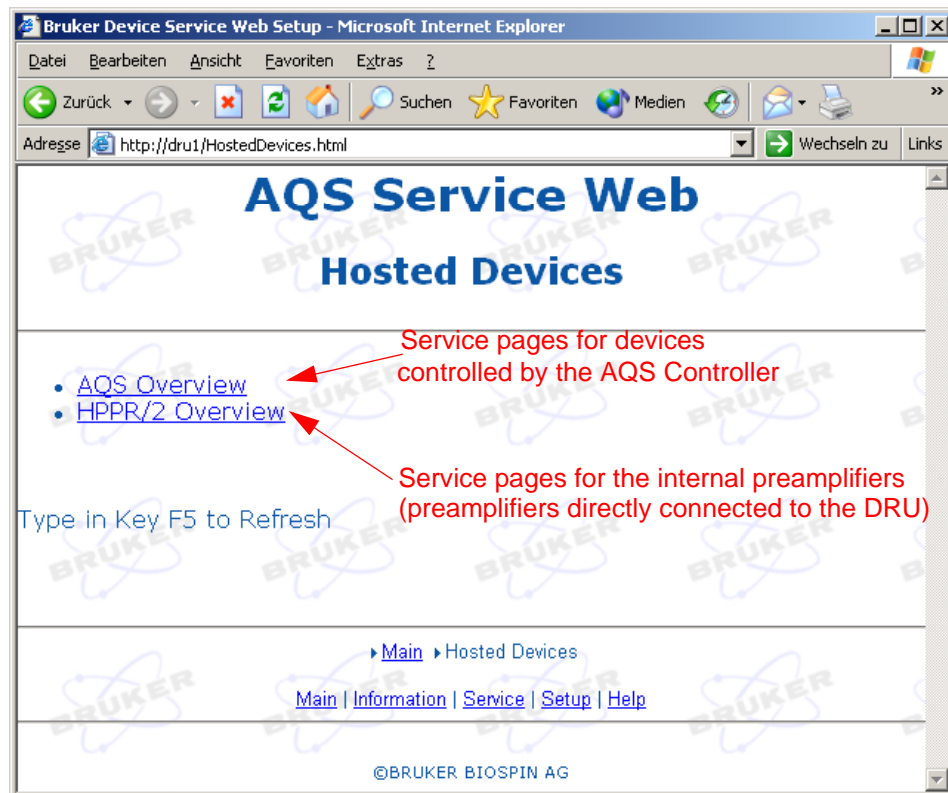 Bruker Device Service Web Setup - Microsoft Internet Explorer
Datei Bearbeiten Ansicht Favoriten Extras ?
Zurück Suchen Favoriten Medien »
Adresse http://dru1/HostedDevices.html Wechseln zu Links
AQS Service Web
Hosted Devices
Service pages for devices
controlled by the AQS Controller
• AQS Overview
• HPPR/2 Overview
Service pages for the internal preamplifiers
(preamplifiers directly connected to the DRU)
Type in Key F5 to Refresh
Main Hosted Devices
Main | Information | Service | Setup | Help
©BRUKER BIOSPIN AG